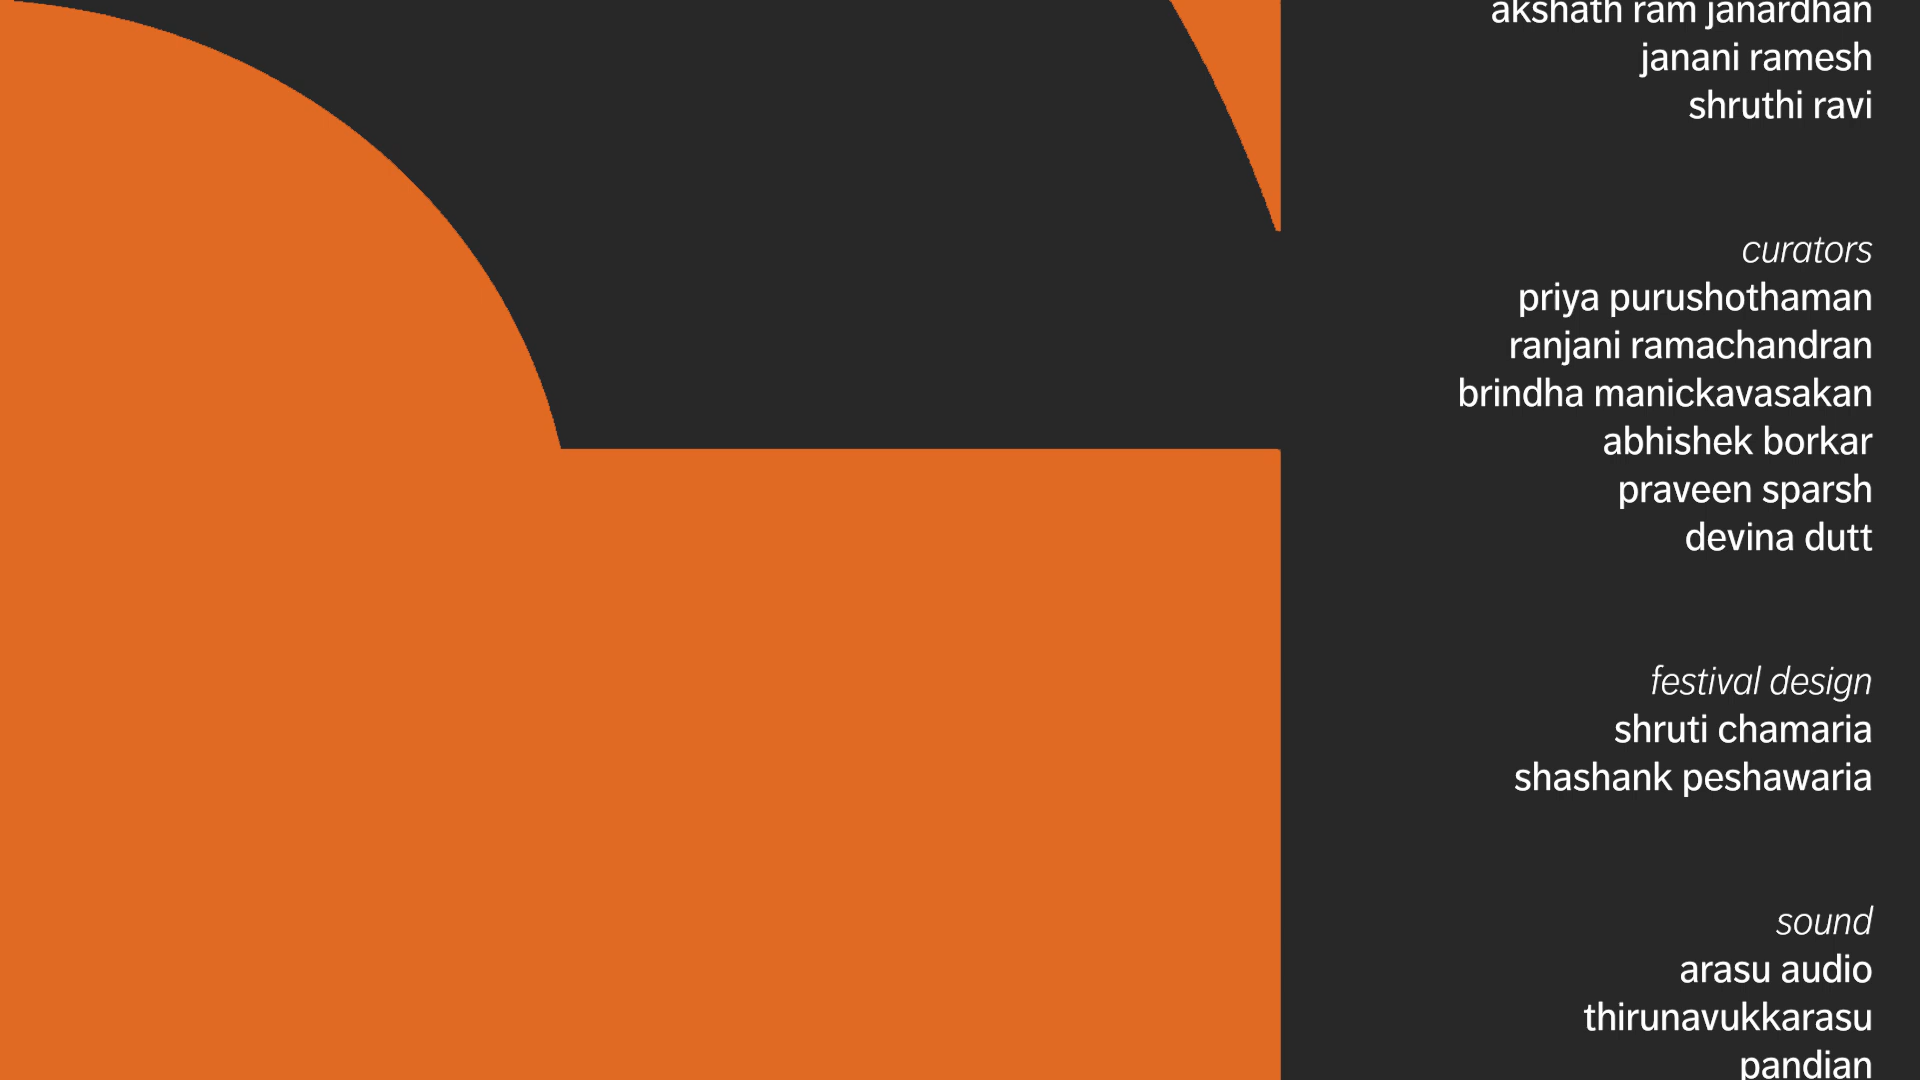 akshath ram janardhan
janani ramesh
shruthi ravi
curators
priya purushothaman
ranjani ramachandran
brindha manickavasakan
abhishek borkar
praveen sparsh
devina dutt
festival design
shruti chamaria
shashank peshawaria
sound
arasu audio
thirunavukkarasu
pandian